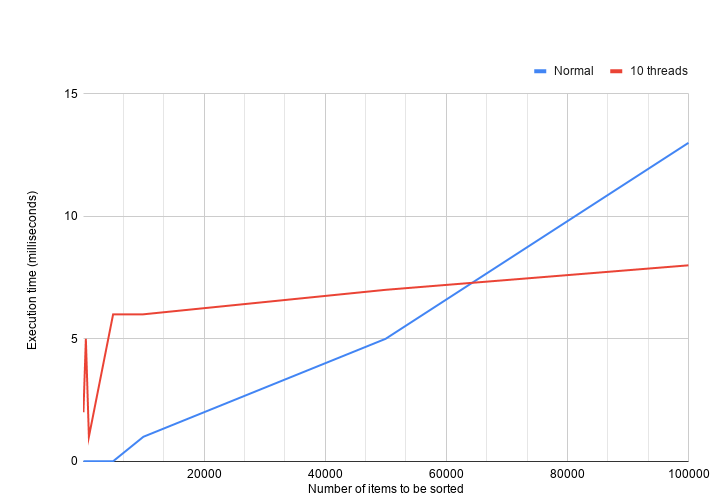 Normal
10 threads
15
10
5
0
Execution time (milliseconds)
20000
40000
60000
80000
100000
Number of items to be sorted